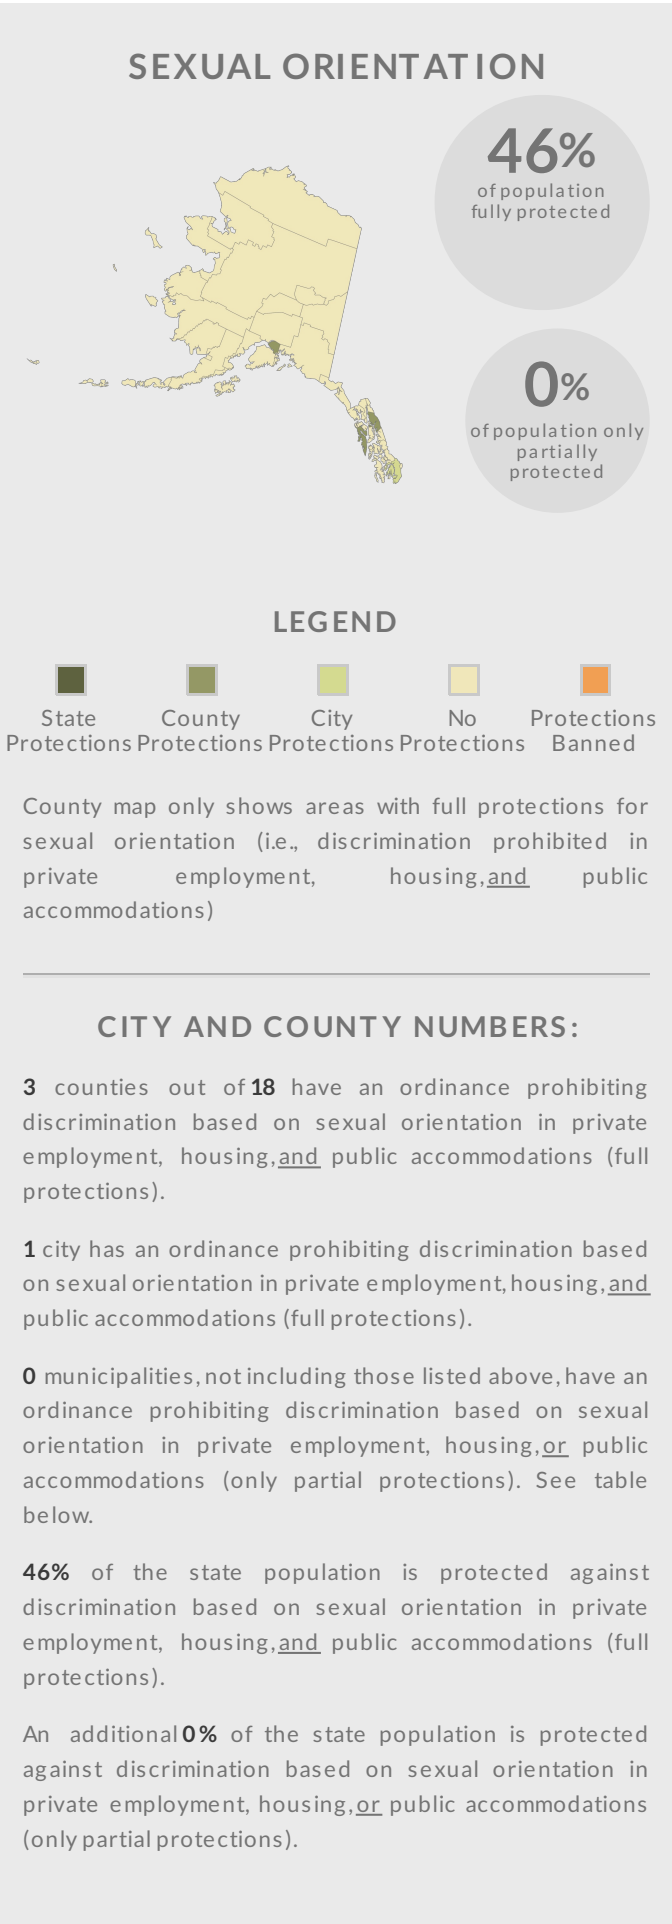 SEXUAL ORIENTATION
46%
of population
fully protected
0%
of population only
partially
protected
LEGEND
State
Protections
County
Protections
City
Protections
No
Protections
Protections
Banned
County map only shows areas with full protections for
sexual orientation (i.e., discrimination prohibited in
private employment, housing, and public
accommodations)
CITY AND COUNTY NUMBERS:
3 counties out of 18 have an ordinance prohibiting
discrimination based on sexual orientation in private
employment, housing, and public accommodations (full
protections).
1 city has an ordinance prohibiting discrimination based
on sexual orientation in private employment, housing, and
public accommodations (full protections).
0 municipalities, not including those listed above, have an
ordinance prohibiting discrimination based on sexual
orientation in private employment, housing, or public
accommodations (only partial protections). See table
below.
46% of the state population is protected against
discrimination based on sexual orientation in private
employment, housing, and public accommodations (full
protections).
An additional 0% of the state population is protected
against discrimination based on sexual orientation in
private employment, housing, or public accommodations
(only partial protections).